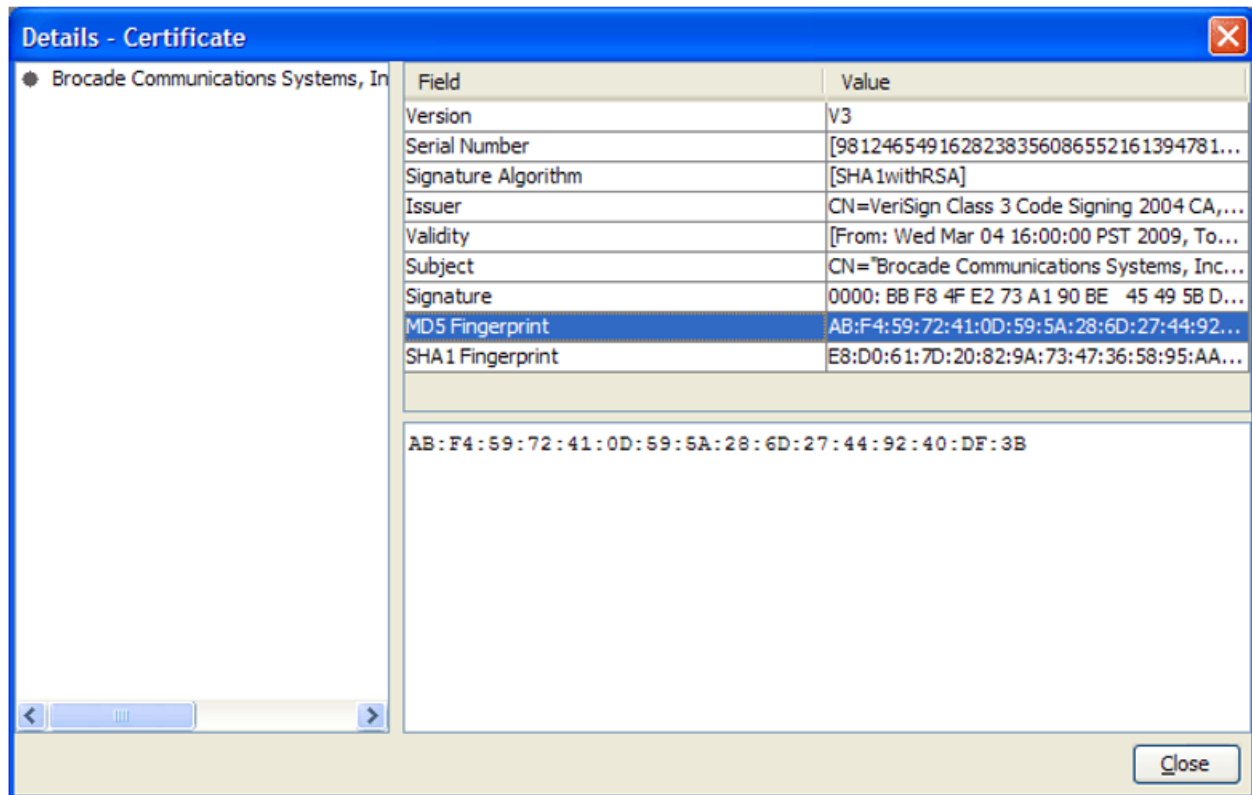 Details - Certificate
Brocade Communications Systems, In
Field Value
Version V3
Serial Number [98124654916282383560865521613947 81...
Signature Algorithm [SHA1withRSA]
Issuer CN=VeriSign Class 3 Code Signing 2004 CA,...
Validity [From: Wed Mar 04 16:00:00 PST 2009, To...
Subject CN="Brocade Communications Systems, Inc...
Signature 0000: BB F8 4F E2 73 A1 90 BE 45 49 5B D...
MD5 Fingerprint AB:F4:59:72:41:0D:59:5A:28:6D:27:44:92...
SHA1 Fingerprint E8:D0:61:7D:20:82:9A:73:47:36:58:95:AA...
AB:F4:59:72:41:0D:59:5A:28:6D:27:44:92:40:DF:3B
Close